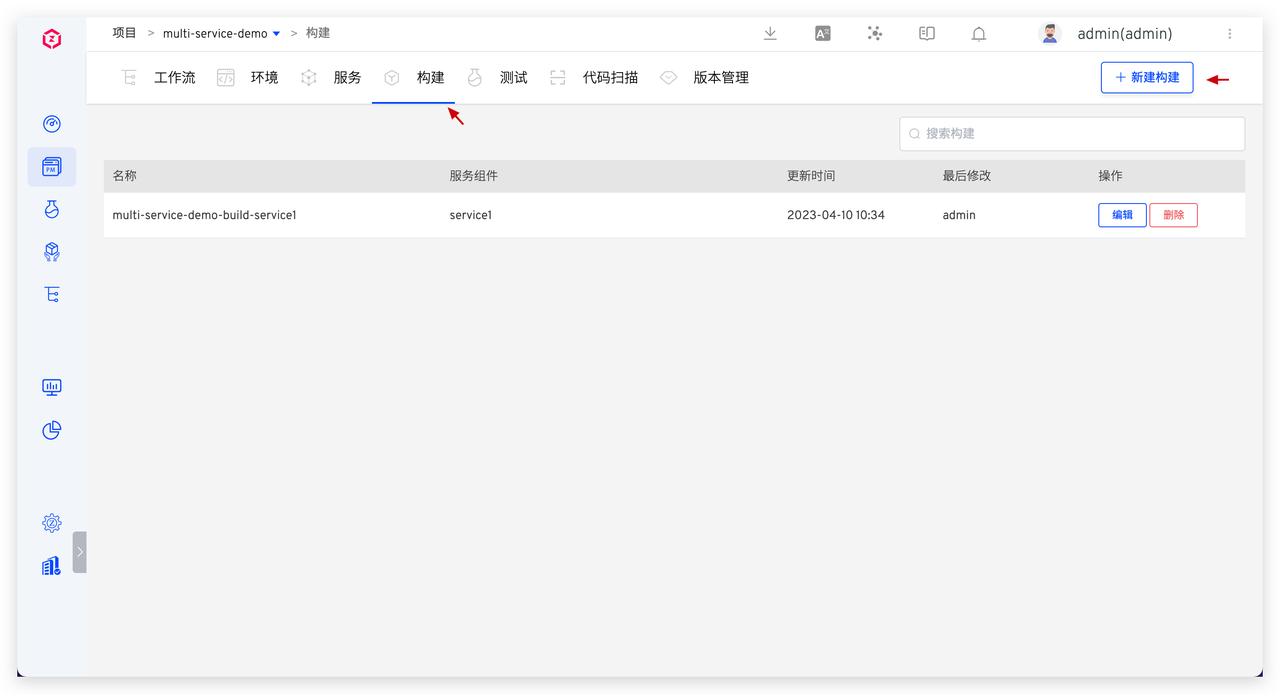 项目 > multi-service-demo > 构建 admin(admin)
工作流 环境 服务 构建 测试 代码扫描 版本管理 + 新建构建
搜索构建
名称 服务组件 更新时间 最后修改 操作
multi-service-demo-build-service1 service1 2023-04-10 10:34 admin 编辑 删除
PM